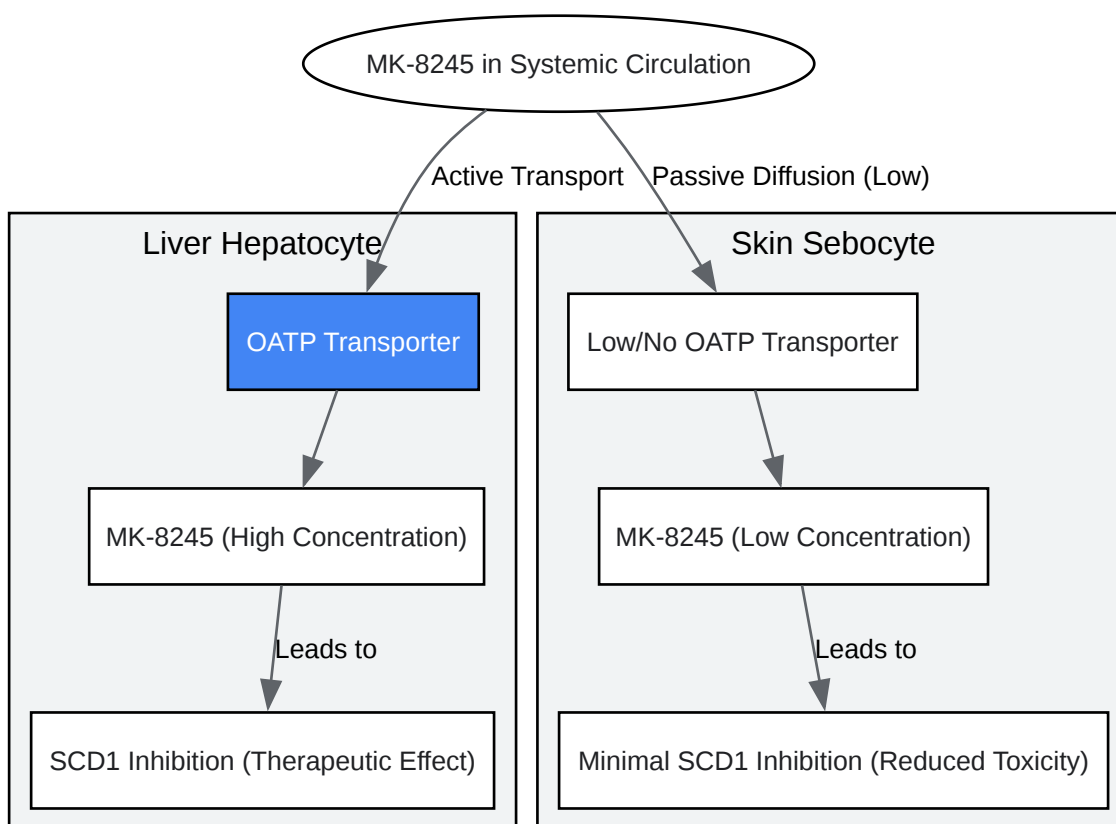 MK-8245 in Systemic Circulation
Active Transport
Passive Diffusion (Low)
Liver Hepatocyte
Skin Sebocyte
OATP Transporter
Low/No OATP Transporter
MK-8245 (High Concentration)
MK-8245 (Low Concentration)
Leads to
Leads to
SCD1 Inhibition (Therapeutic Effect)
Minimal SCD1 Inhibition (Reduced Toxicity)